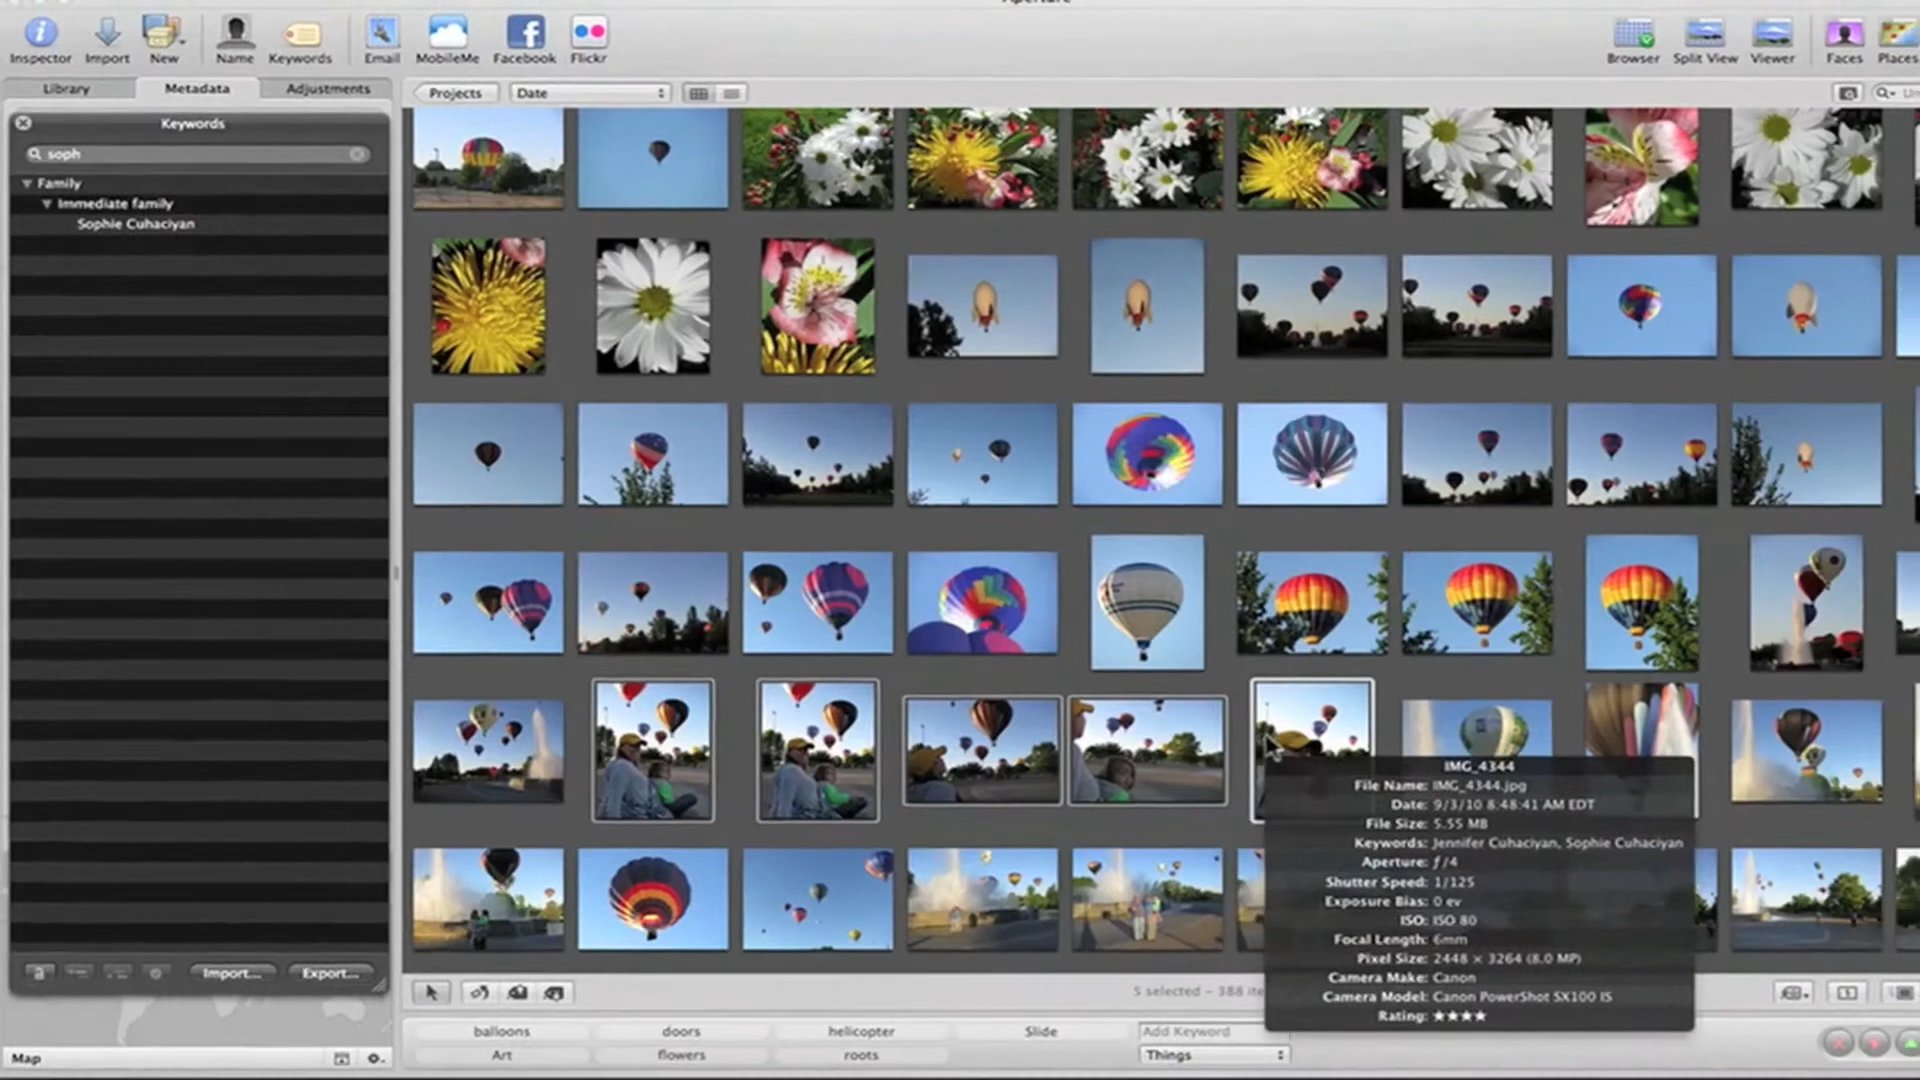 Aperture
Inspector
Import
New
Name
Keywords
Email
MobileMe
Facebook
Flickr
Browser
Split View
Viewer
Faces
Places
Library
Metadata
Adjustments
Projects
Date
Keywords
soph
Family
Immediate family
Sophie Cuhaciyan
Import...
Export...
Map
IMG_4344
File Name: IMG_4344.jpg
Date: 9/3/10 8:48:41 AM EDT
File Size: 5.55 MB
Keywords: Jennifer Cuhaciyan, Sophie Cuhaciyan
Aperture: ƒ/4
Shutter Speed: 1/125
Exposure Bias: 0 ev
ISO: ISO 80
Focal Length: 6mm
Pixel Size: 2448 × 3264 (8.0 MP)
Camera Make: Canon
Camera Model: Canon PowerShot SX100 IS
Rating: ★★★★
5 selected - 388 ite
balloons
doors
helicopter
Slide
Add Keyword
Art
flowers
roots
Things